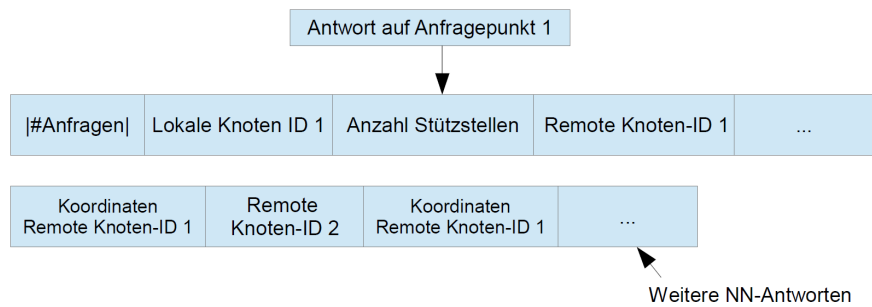 Antwort auf Anfragepunkt 1
|#Anfragen|
Lokale Knoten ID 1
Anzahl Stützstellen
Remote Knoten-ID 1
...
Koordinaten
Remote Knoten-ID 1
Remote
Knoten-ID 2
Koordinaten
Remote Knoten-ID 1
...
Weitere NN-Antworten